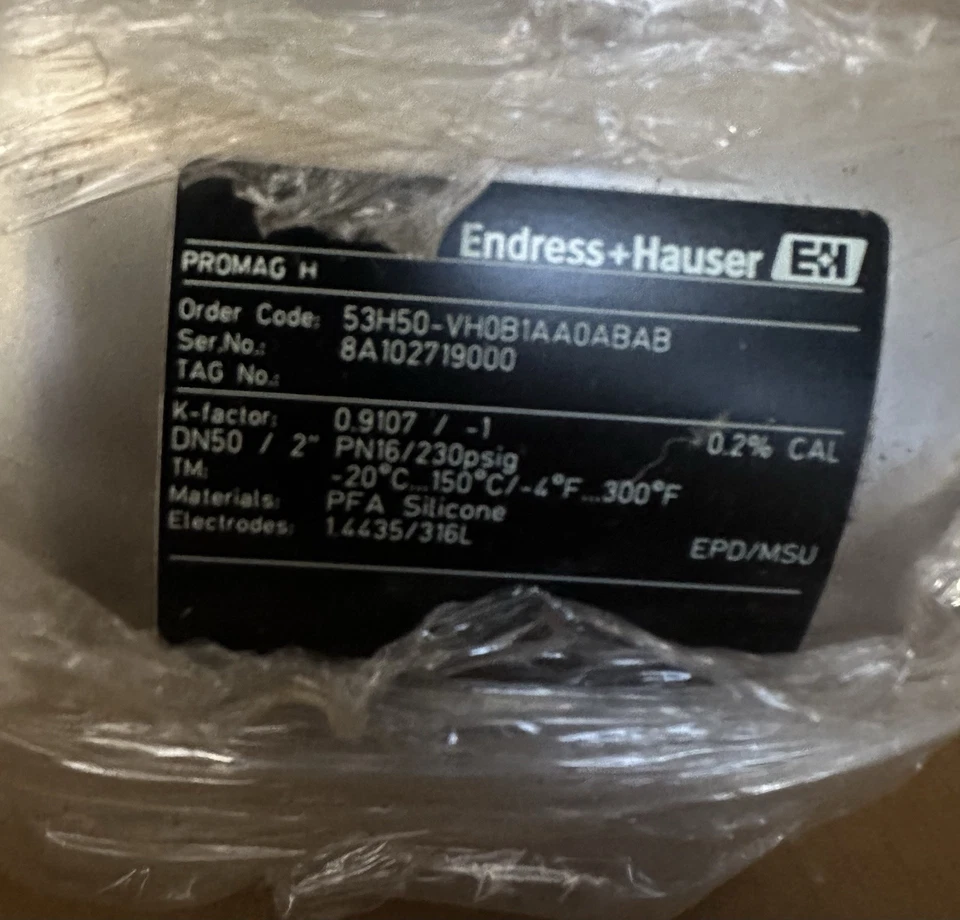 Endress+Hauser E+H
PROMAG H
Order Code: 53H50-VH0B1AA0ABAB
Ser.No.: 8A102719000
TAG No.:
K-factor: 0.9107 / -1
0.2% CAL
DN50 / 2" PN16/230psig
TM: -20°C...150°C/-4°F...300°F
Materials: PFA Silicone
Electrodes: 1.4435/316L
EPD/MSU